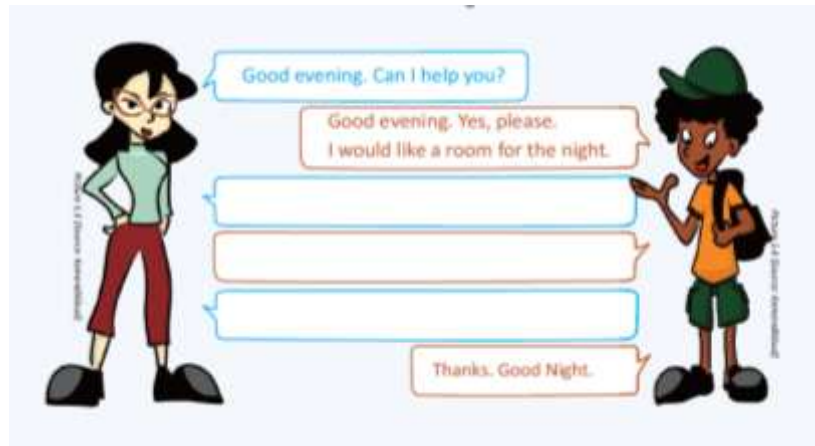 Good evening. Can I help you?
Good evening. Yes, please.
I would like a room for the night.
Thanks. Good Night.